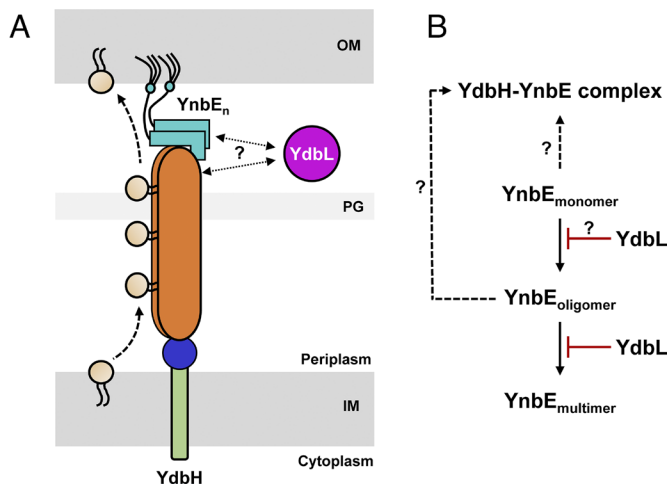 A
OM
YnbEn
?
YdbL
PG
Periplasm
IM
Cytoplasm
YdbH
B
YdbH-YnbE complex
?
?
YnbEmonomer
?
YdbL
YnbEoligomer
YdbL
YnbEmultimer